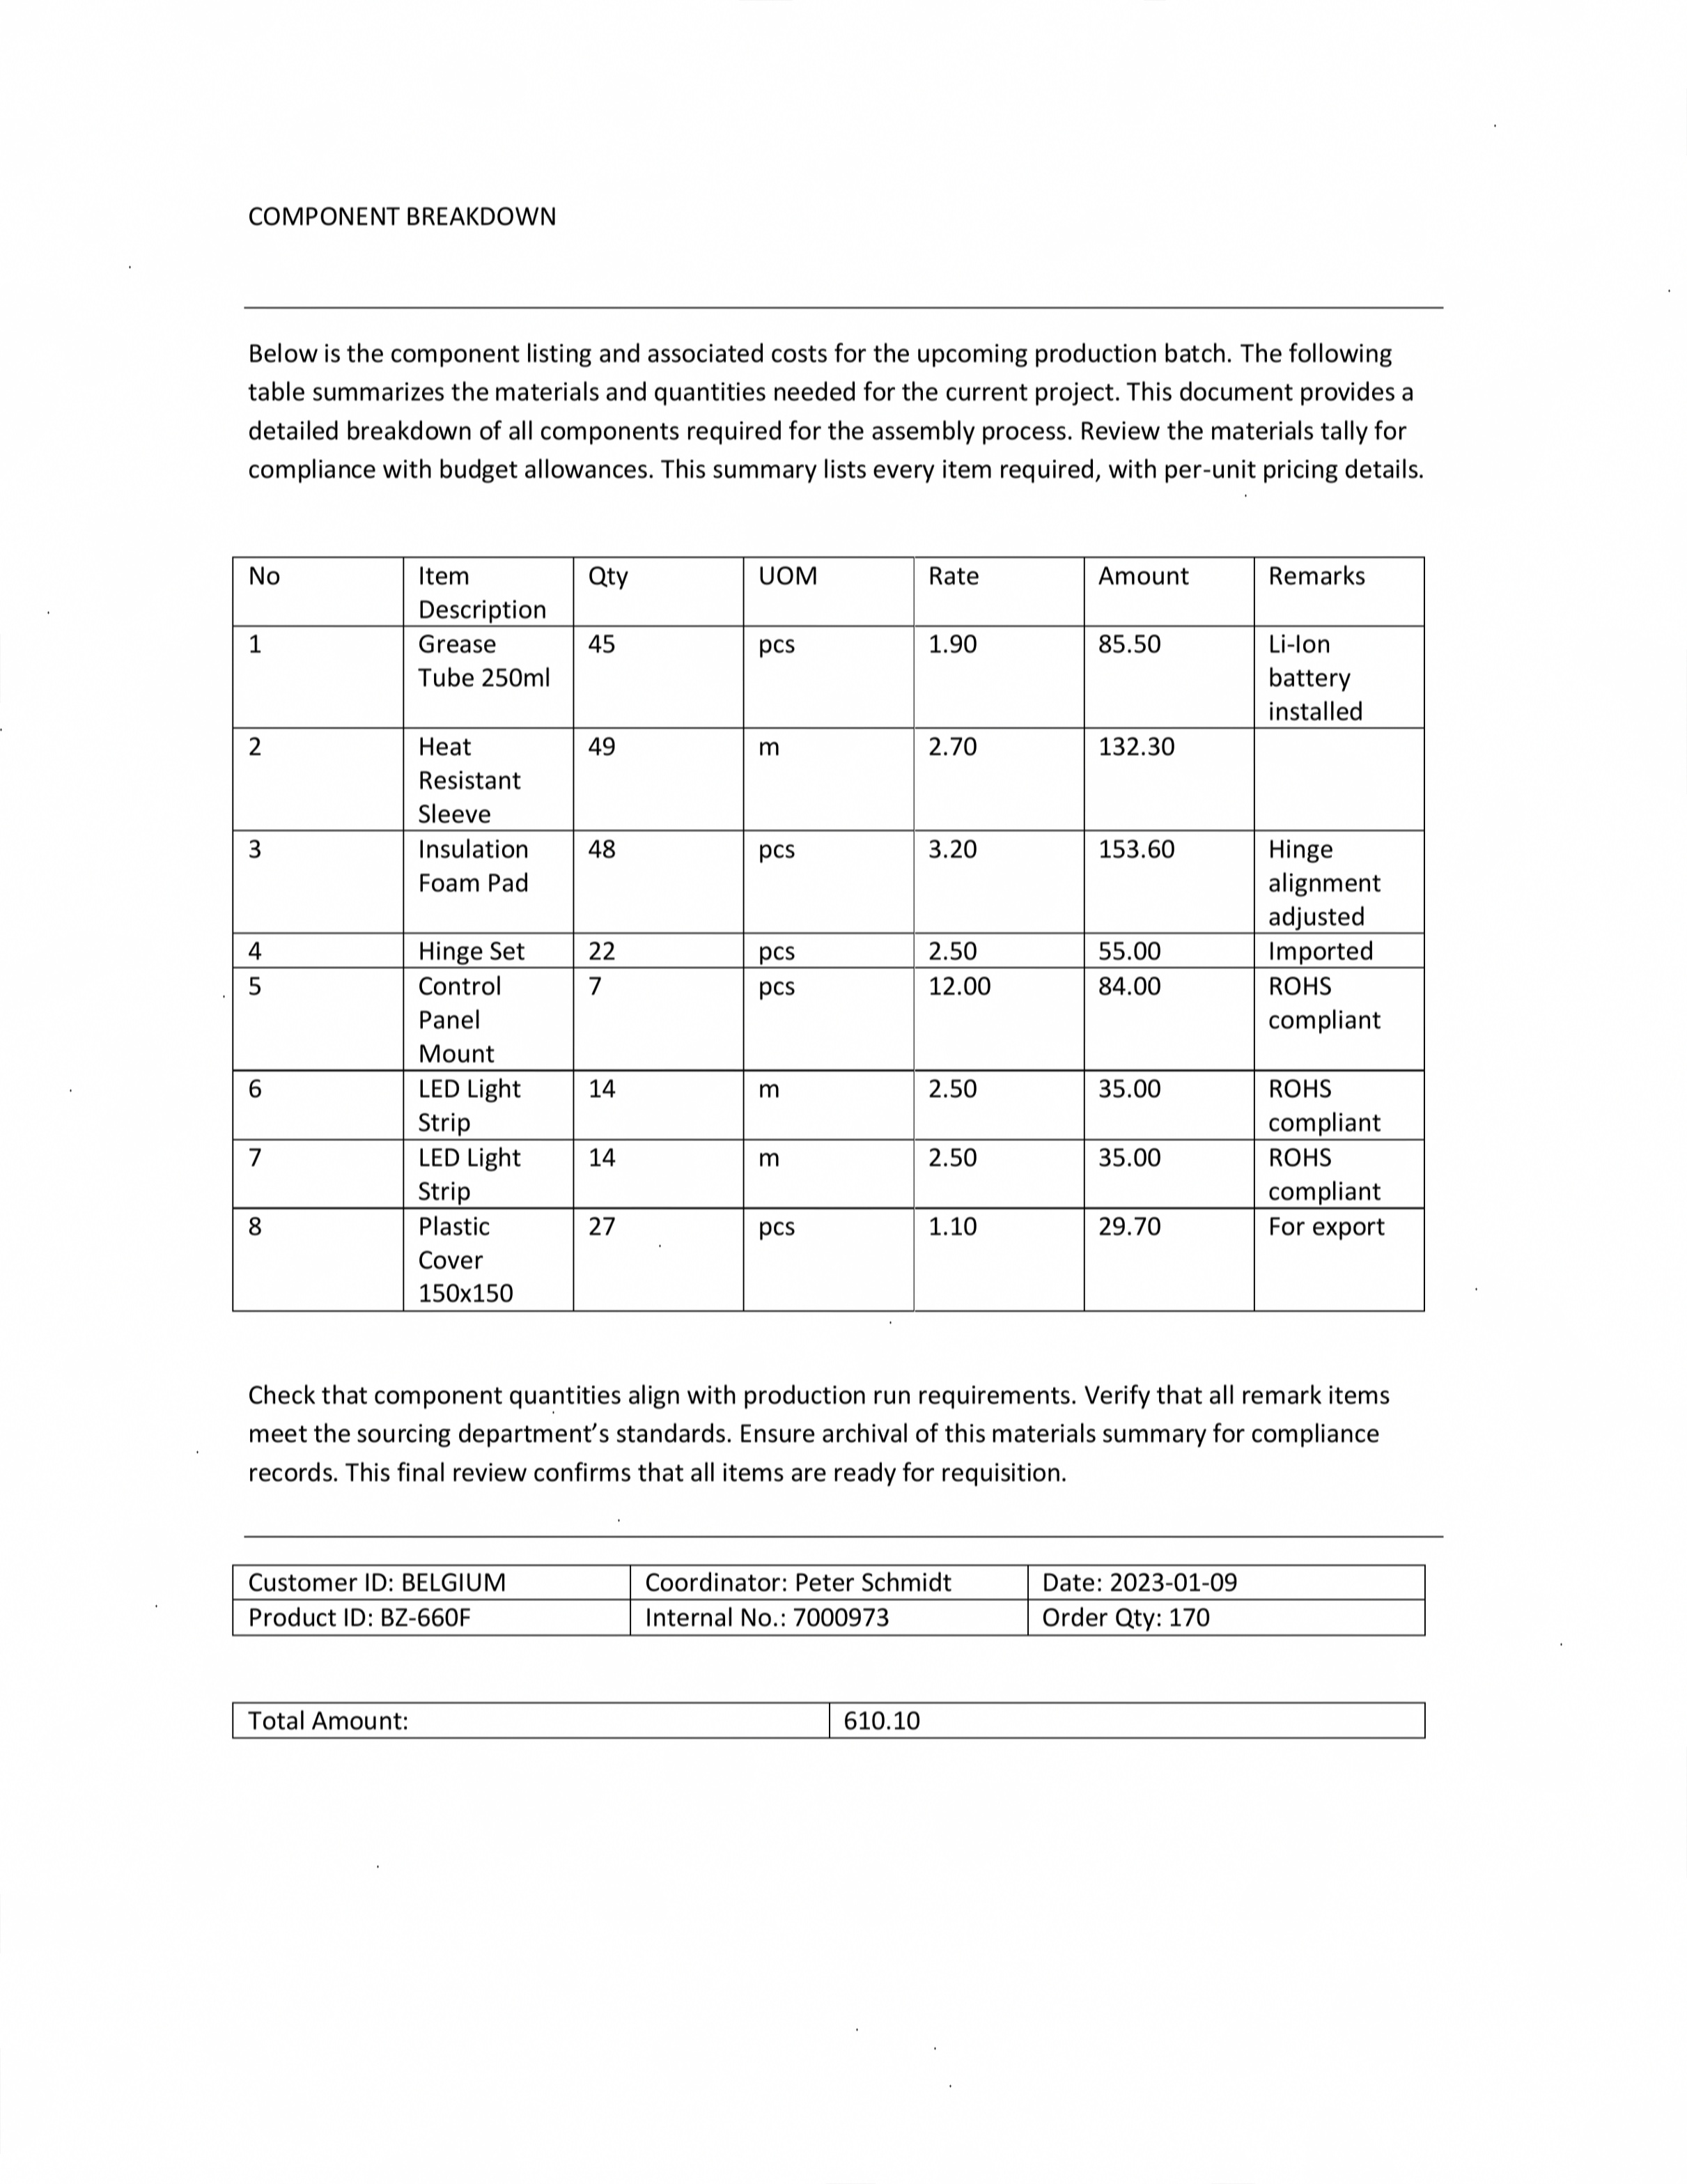 COMPONENT BREAKDOWN
Below is the component listing and associated costs for the upcoming production batch. The following
table summarizes the materials and quantities needed for the current project. This document provides a
detailed breakdown of all components required for the assembly process. Review the materials tally for
compliance with budget allowances. This summary lists every item required, with per-unit pricing details.
No Item Description Qty UOM Rate Amount Remarks
1 Grease Tube 250ml 45 pcs 1.90 85.50 Li-Ion battery installed
2 Heat Resistant Sleeve 49 m 2.70 132.30
3 Insulation Foam Pad 48 pcs 3.20 153.60 Hinge alignment adjusted
4 Hinge Set 22 pcs 2.50 55.00 Imported
5 Control Panel Mount 7 pcs 12.00 84.00 ROHS compliant
6 LED Light Strip 14 m 2.50 35.00 ROHS compliant
7 LED Light Strip 14 m 2.50 35.00 ROHS compliant
8 Plastic Cover 150x150 27 pcs 1.10 29.70 For export
Check that component quantities align with production run requirements. Verify that all remark items
meet the sourcing department’s standards. Ensure archival of this materials summary for compliance
records. This final review confirms that all items are ready for requisition.
Customer ID: BELGIUM Coordinator: Peter Schmidt Date: 2023-01-09
Product ID: BZ-660F Internal No.: 7000973 Order Qty: 170
Total Amount: 610.10